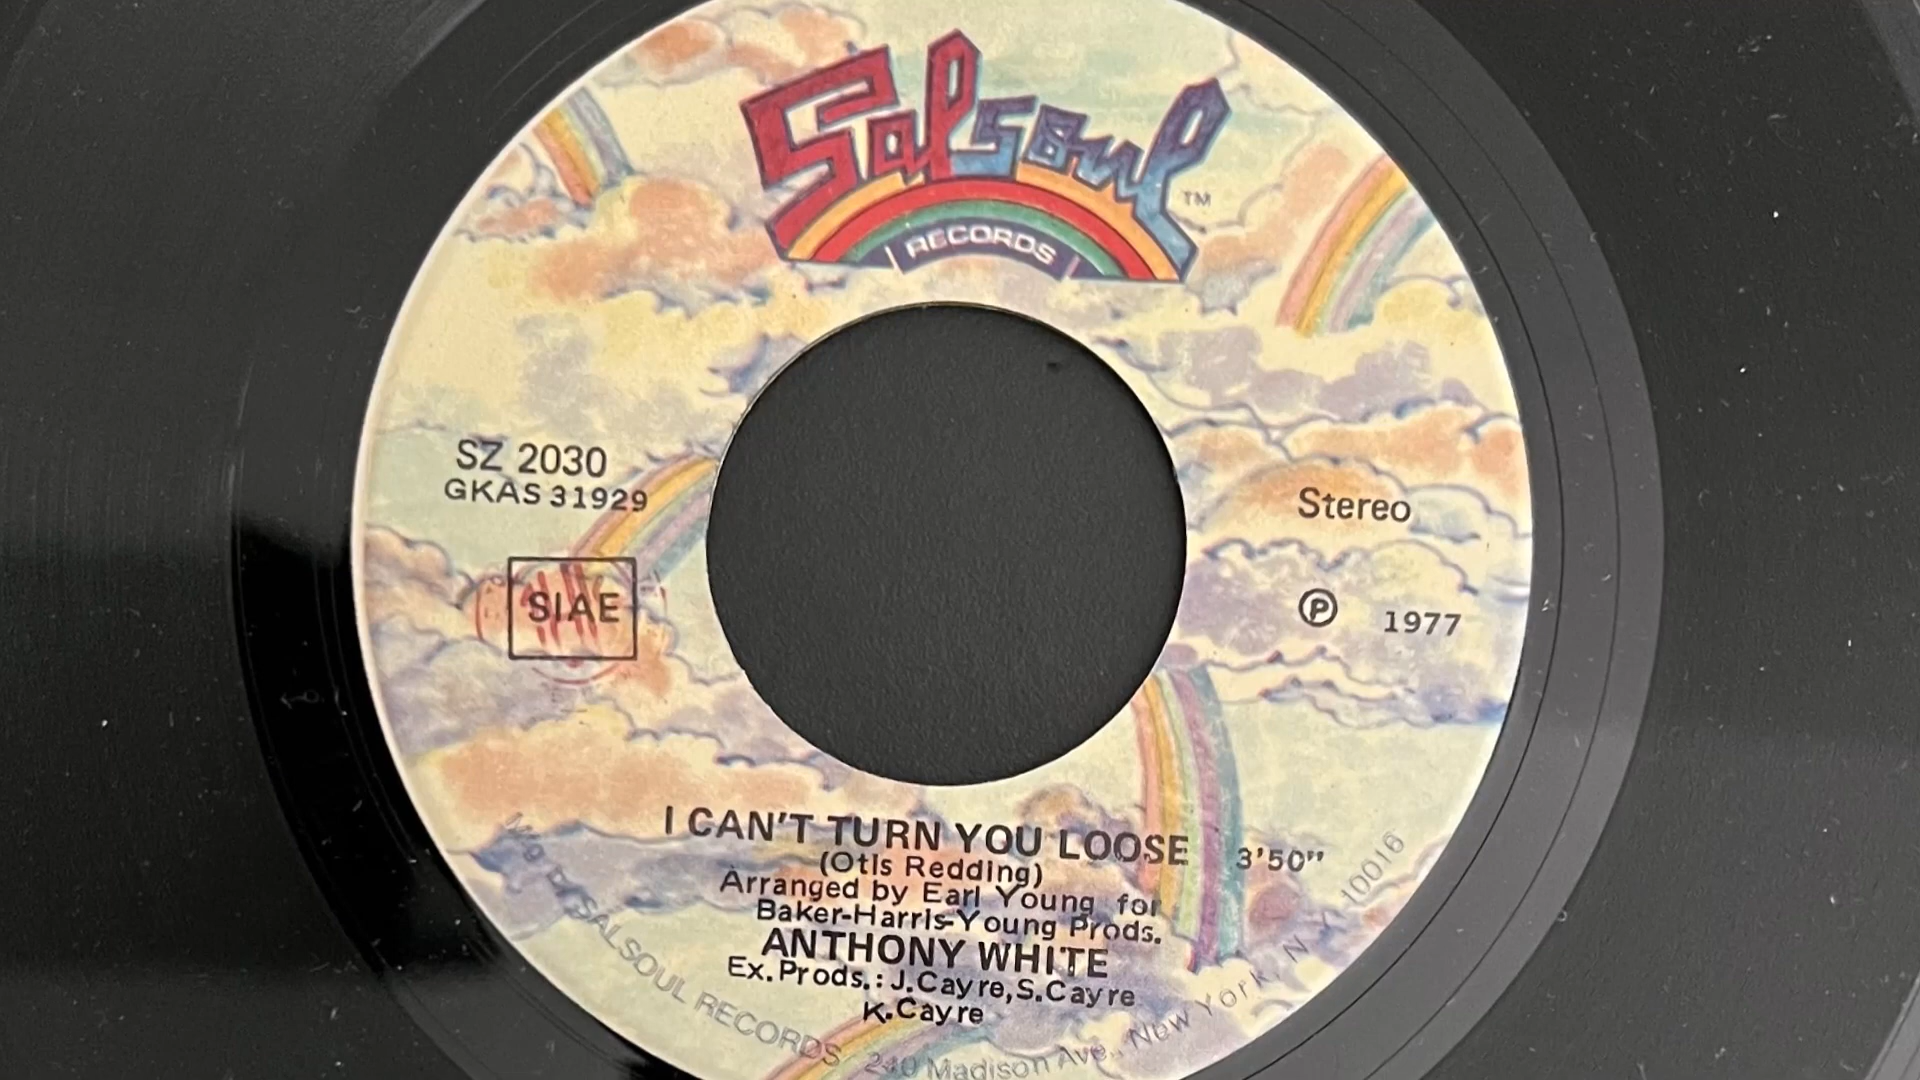 Salsoul
TM
RECORDS
SZ 2030
GKAS 31929
Stereo
SIAE
℗ 1977
I CAN'T TURN YOU LOOSE 3'50"
(Otis Redding)
Arranged by Earl Young for
Baker-Harris-Young Prods.
ANTHONY WHITE
Ex. Prods.: J.Cayre, S.Cayre
K.Cayre
SALSOUL RECORDS 240 Madison Ave., New York, N.Y. 10016